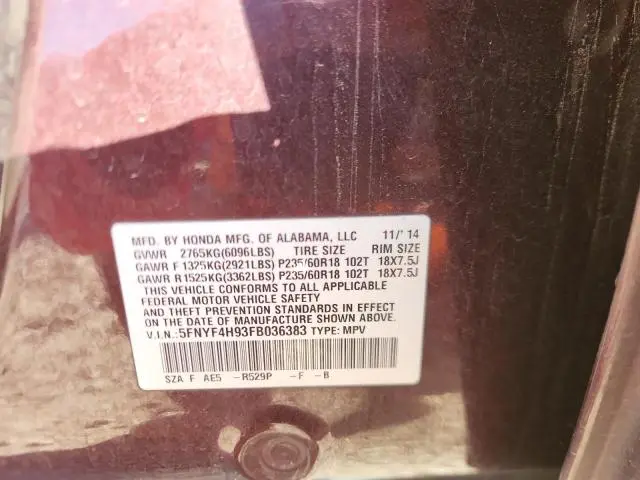 MFD. BY HONDA MFG. OF ALABAMA, LLC 11/'14
GVWR 2765KG(6096LBS) TIRE SIZE RIM SIZE
GAWR F 1325KG(2921LBS) P235/60R18 102T 18X7.5J
GAWR R 1525KG(3362LBS) P235/60R18 102T 18X7.5J
THIS VEHICLE CONFORMS TO ALL APPLICABLE
FEDERAL MOTOR VEHICLE SAFETY
AND THEFT PREVENTION STANDARDS IN EFFECT
ON THE DATE OF MANUFACTURE SHOWN ABOVE.
V.I.N.:5FNYF4H93FB036383 TYPE: MPV
SZA F AE5 -R529P -F -B